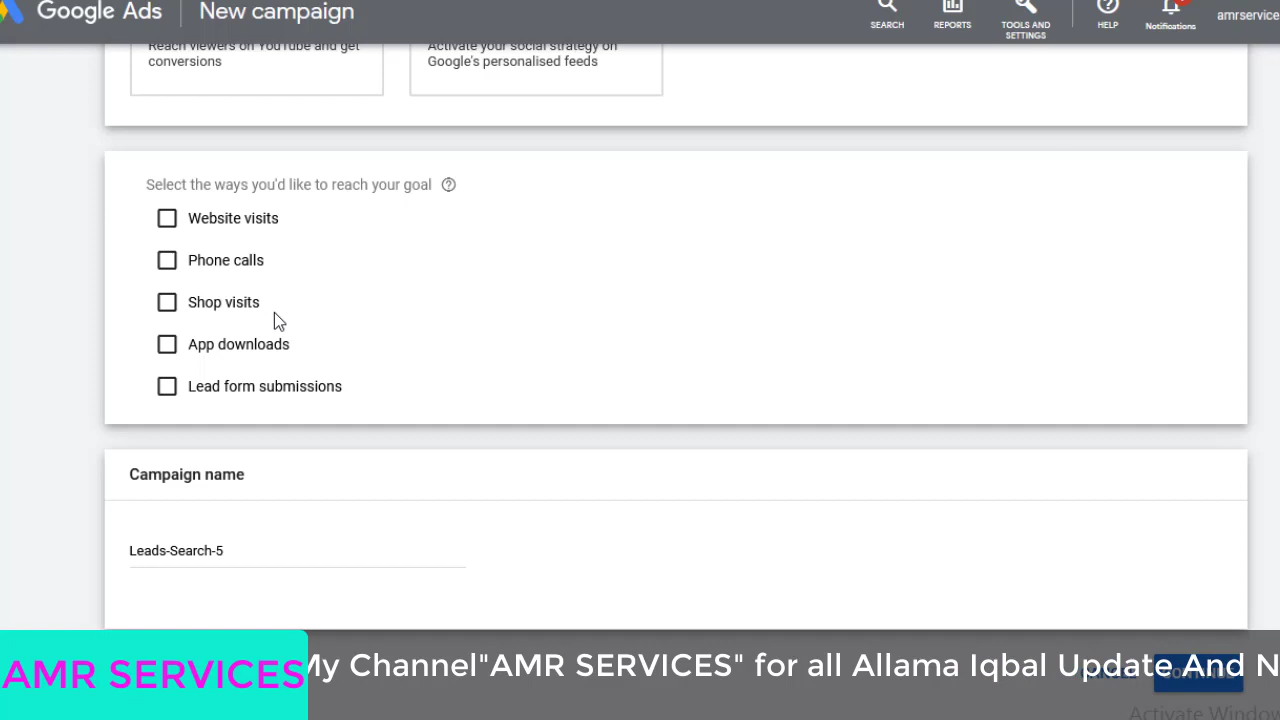 Google Ads
New campaign
SEARCH
REPORTS
TOOLS AND
SETTINGS
HELP
Notifications
amrservice
Reach viewers on YouTube and get
conversions
Activate your social strategy on
Google's personalised feeds
Select the ways you'd like to reach your goal
Website visits
Phone calls
Shop visits
App downloads
Lead form submissions
Campaign name
Leads-Search-5
AMR SERVICES
My Channel"AMR SERVICES" for all Allama Iqbal Update And N
Activate Window